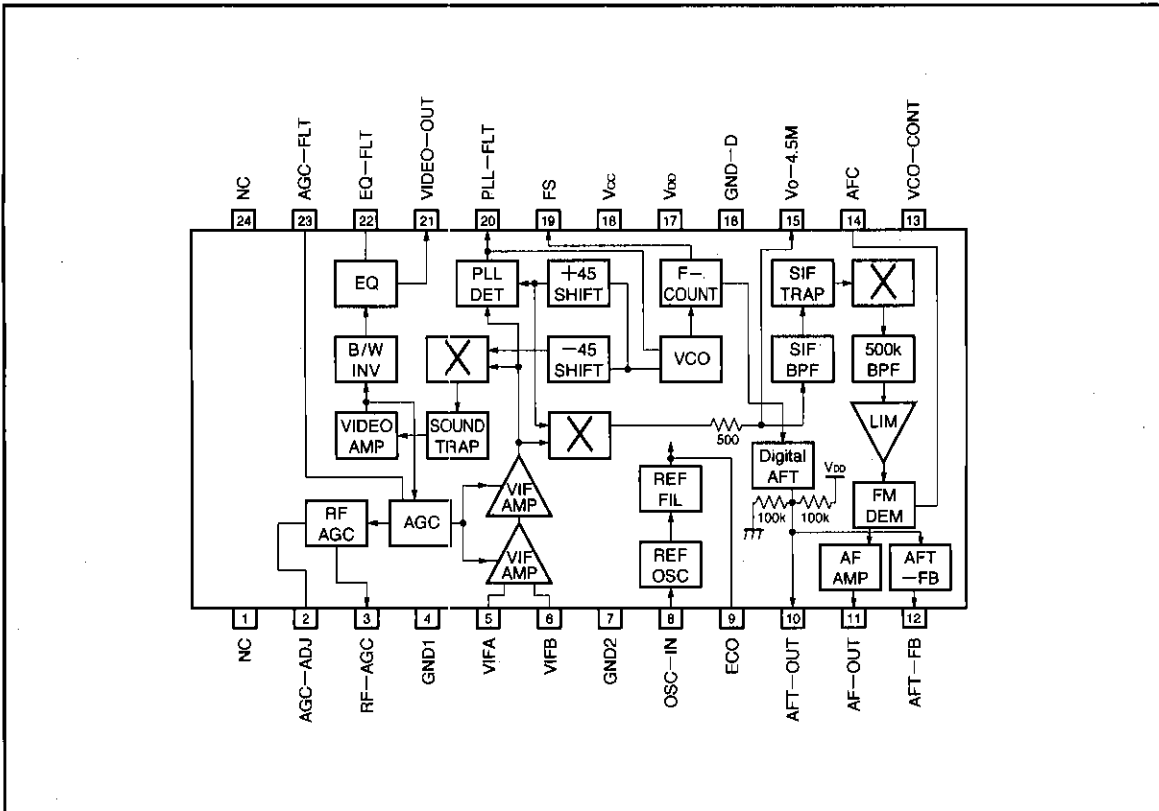 NC
AGC-FLT
EQ-FLT
VIDEO-OUT
PLL-FLT
FS
Vcc
VDD
GND-D
Vo-4.5M
AFC
VCO-CONT
24
23
22
21
20
19
18
17
16
15
14
13
EQ
PLL
DET
+45
SHIFT
F-
COUNT
SIF
TRAP
X
B/W
INV
X
-45
SHIFT
VCO
SIF
BPF
500k
BPF
VIDEO
AMP
SOUND
TRAP
X
500
LIM
Digital
AFT
VDD
VIF
AMP
REF
FIL
100k
100k
FM
DEM
RF
AGC
AGC
VIF
AMP
REF
OSC
AF
AMP
AFT
-FB
1
2
3
4
5
6
7
8
9
10
11
12
NC
AGC-ADJ
RF-AGC
GND1
VIFA
VIFB
GND2
OSC-IN
ECO
AFT-OUT
AF-OUT
AFT-FB